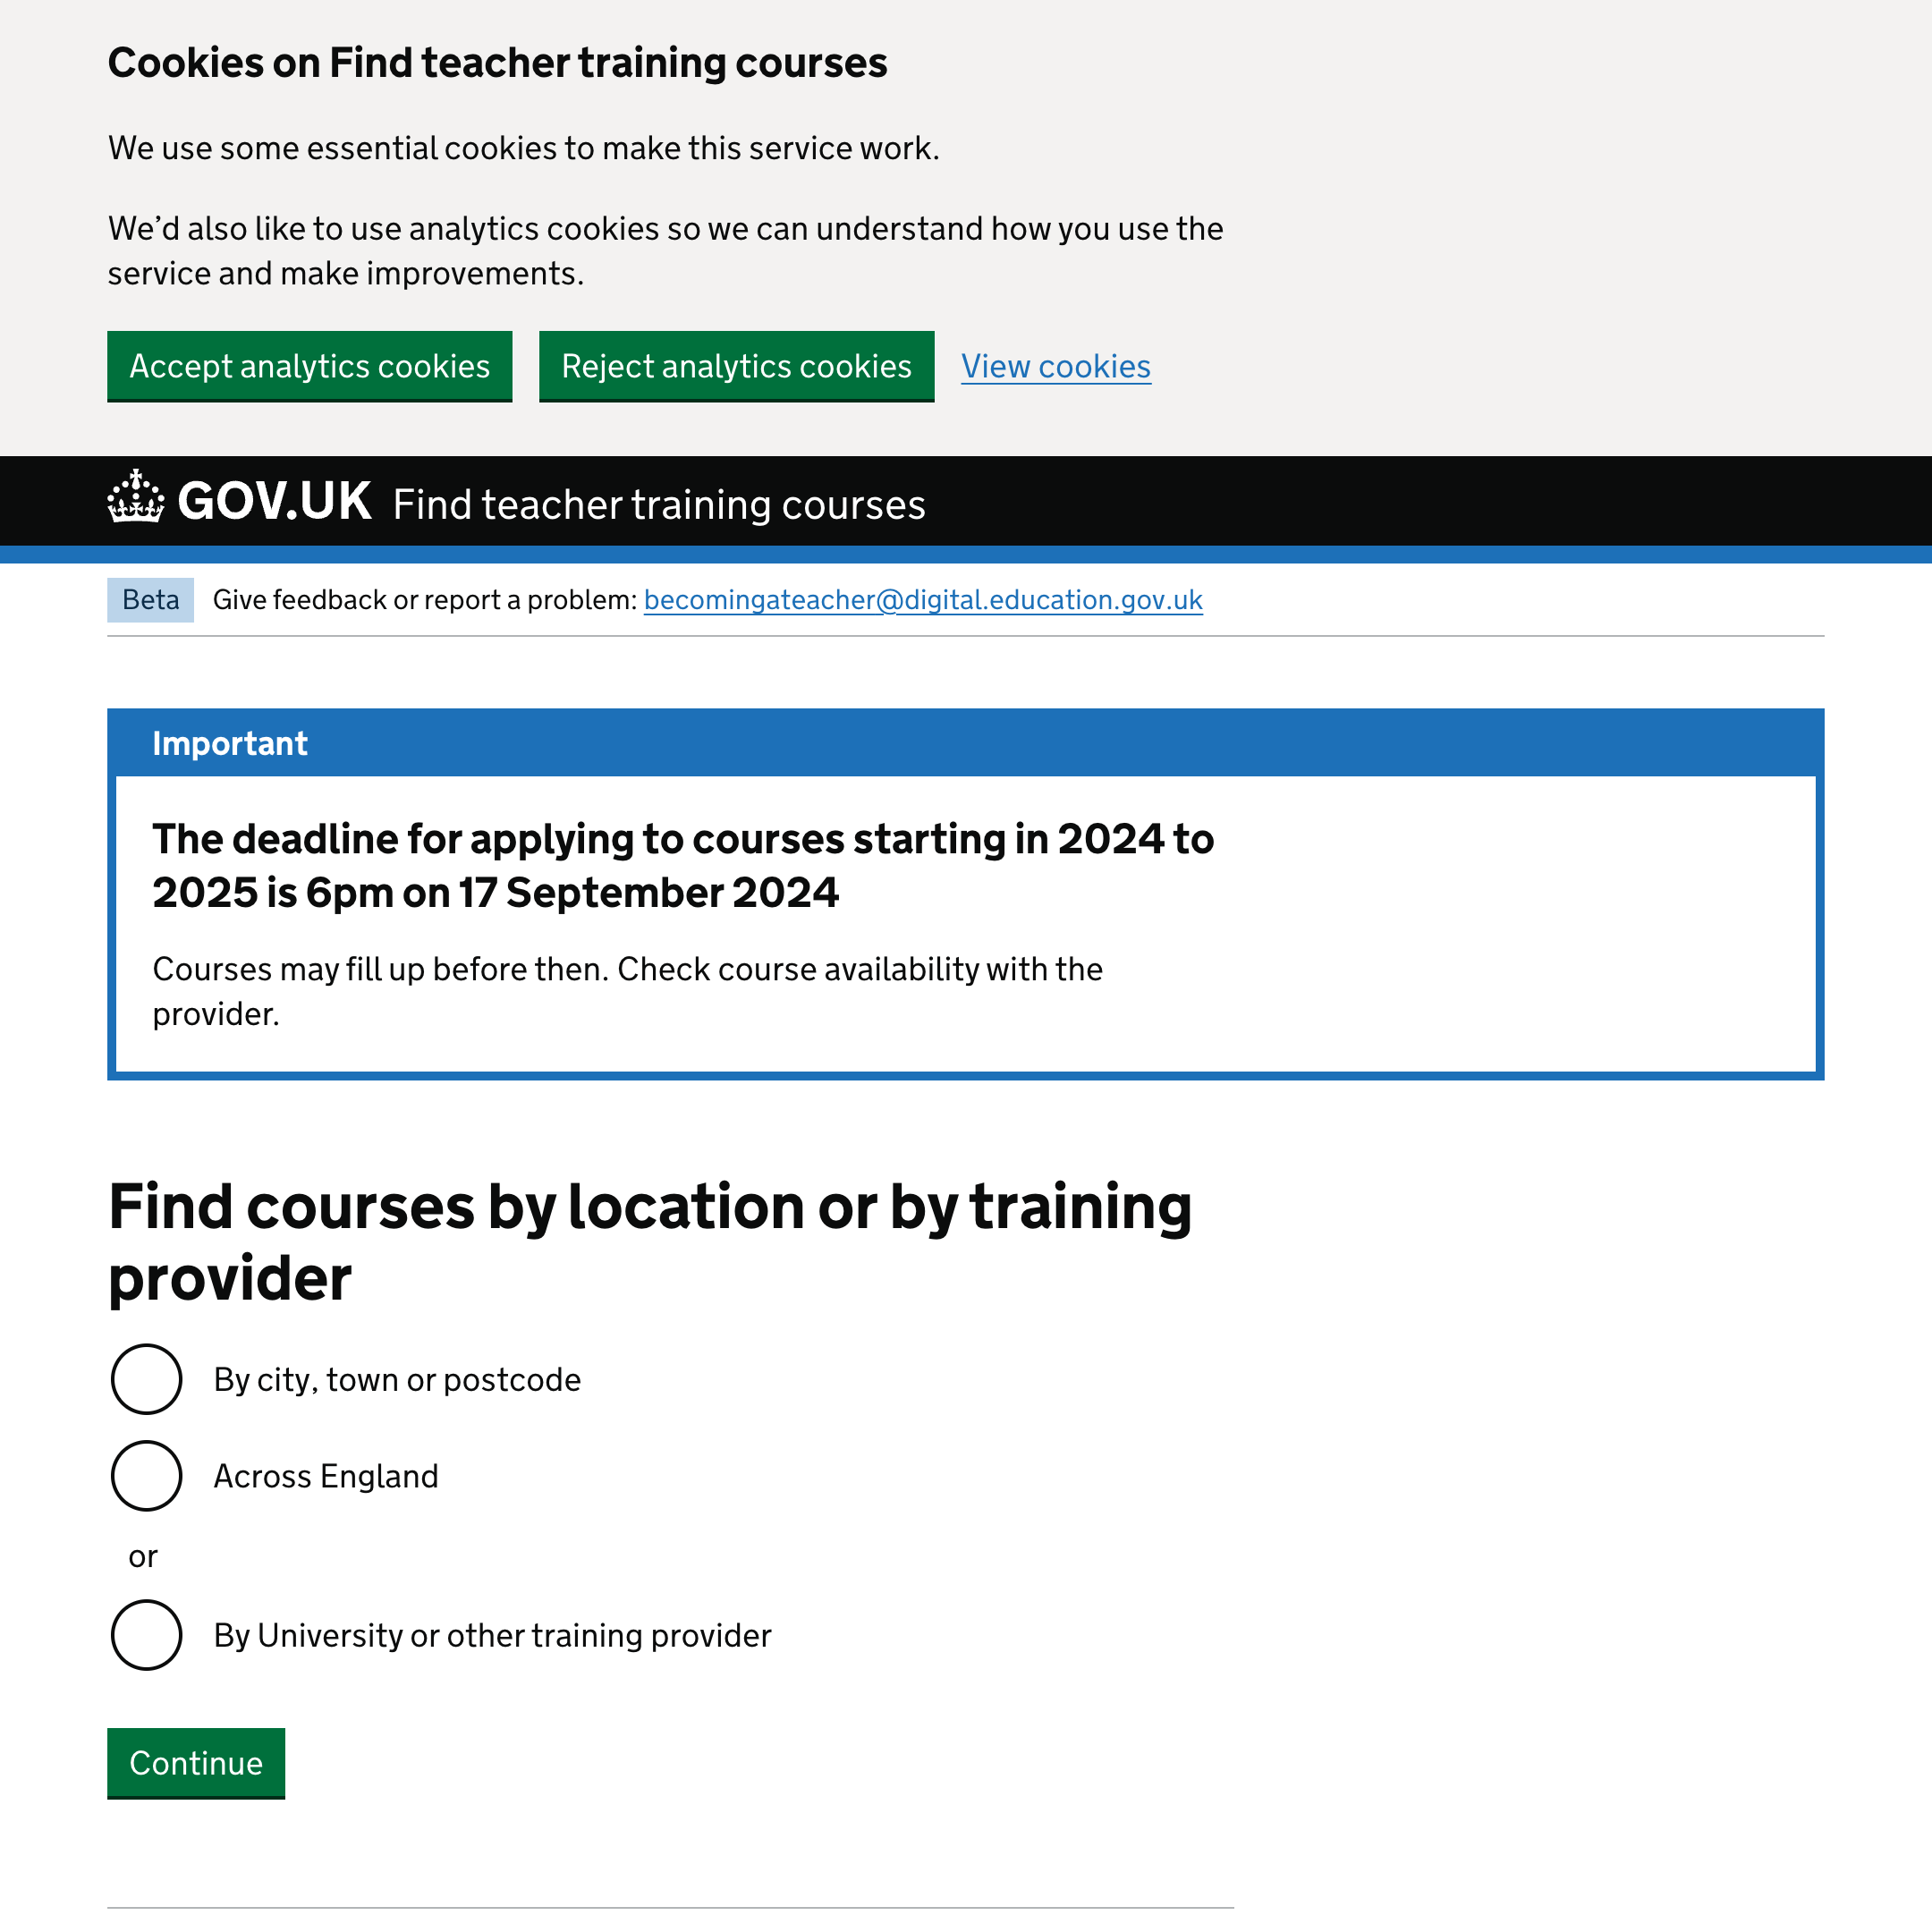 Cookies on Find teacher training courses
We use some essential cookies to make this service work.
We’d also like to use analytics cookies so we can understand how you use the
service and make improvements.
Accept analytics cookies Reject analytics cookies View cookies
GOV.UK Find teacher training courses
Beta Give feedback or report a problem: becomingateacher@digital.education.gov.uk
Important
The deadline for applying to courses starting in 2024 to
2025 is 6pm on 17 September 2024
Courses may fill up before then. Check course availability with the
provider.
Find courses by location or by training
provider
By city, town or postcode
Across England
or
By University or other training provider
Continue